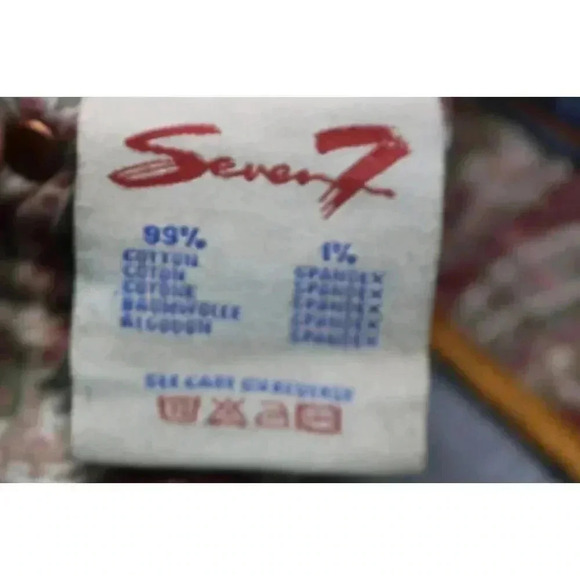 Seven7
99% 1%
COTTON SPANDEX
COTON SPANDEX
COTONE SPANDEX
BAUMWOLLE SPANDEX
ALGODON SPANDEX
SEE CARE ON REVERSE